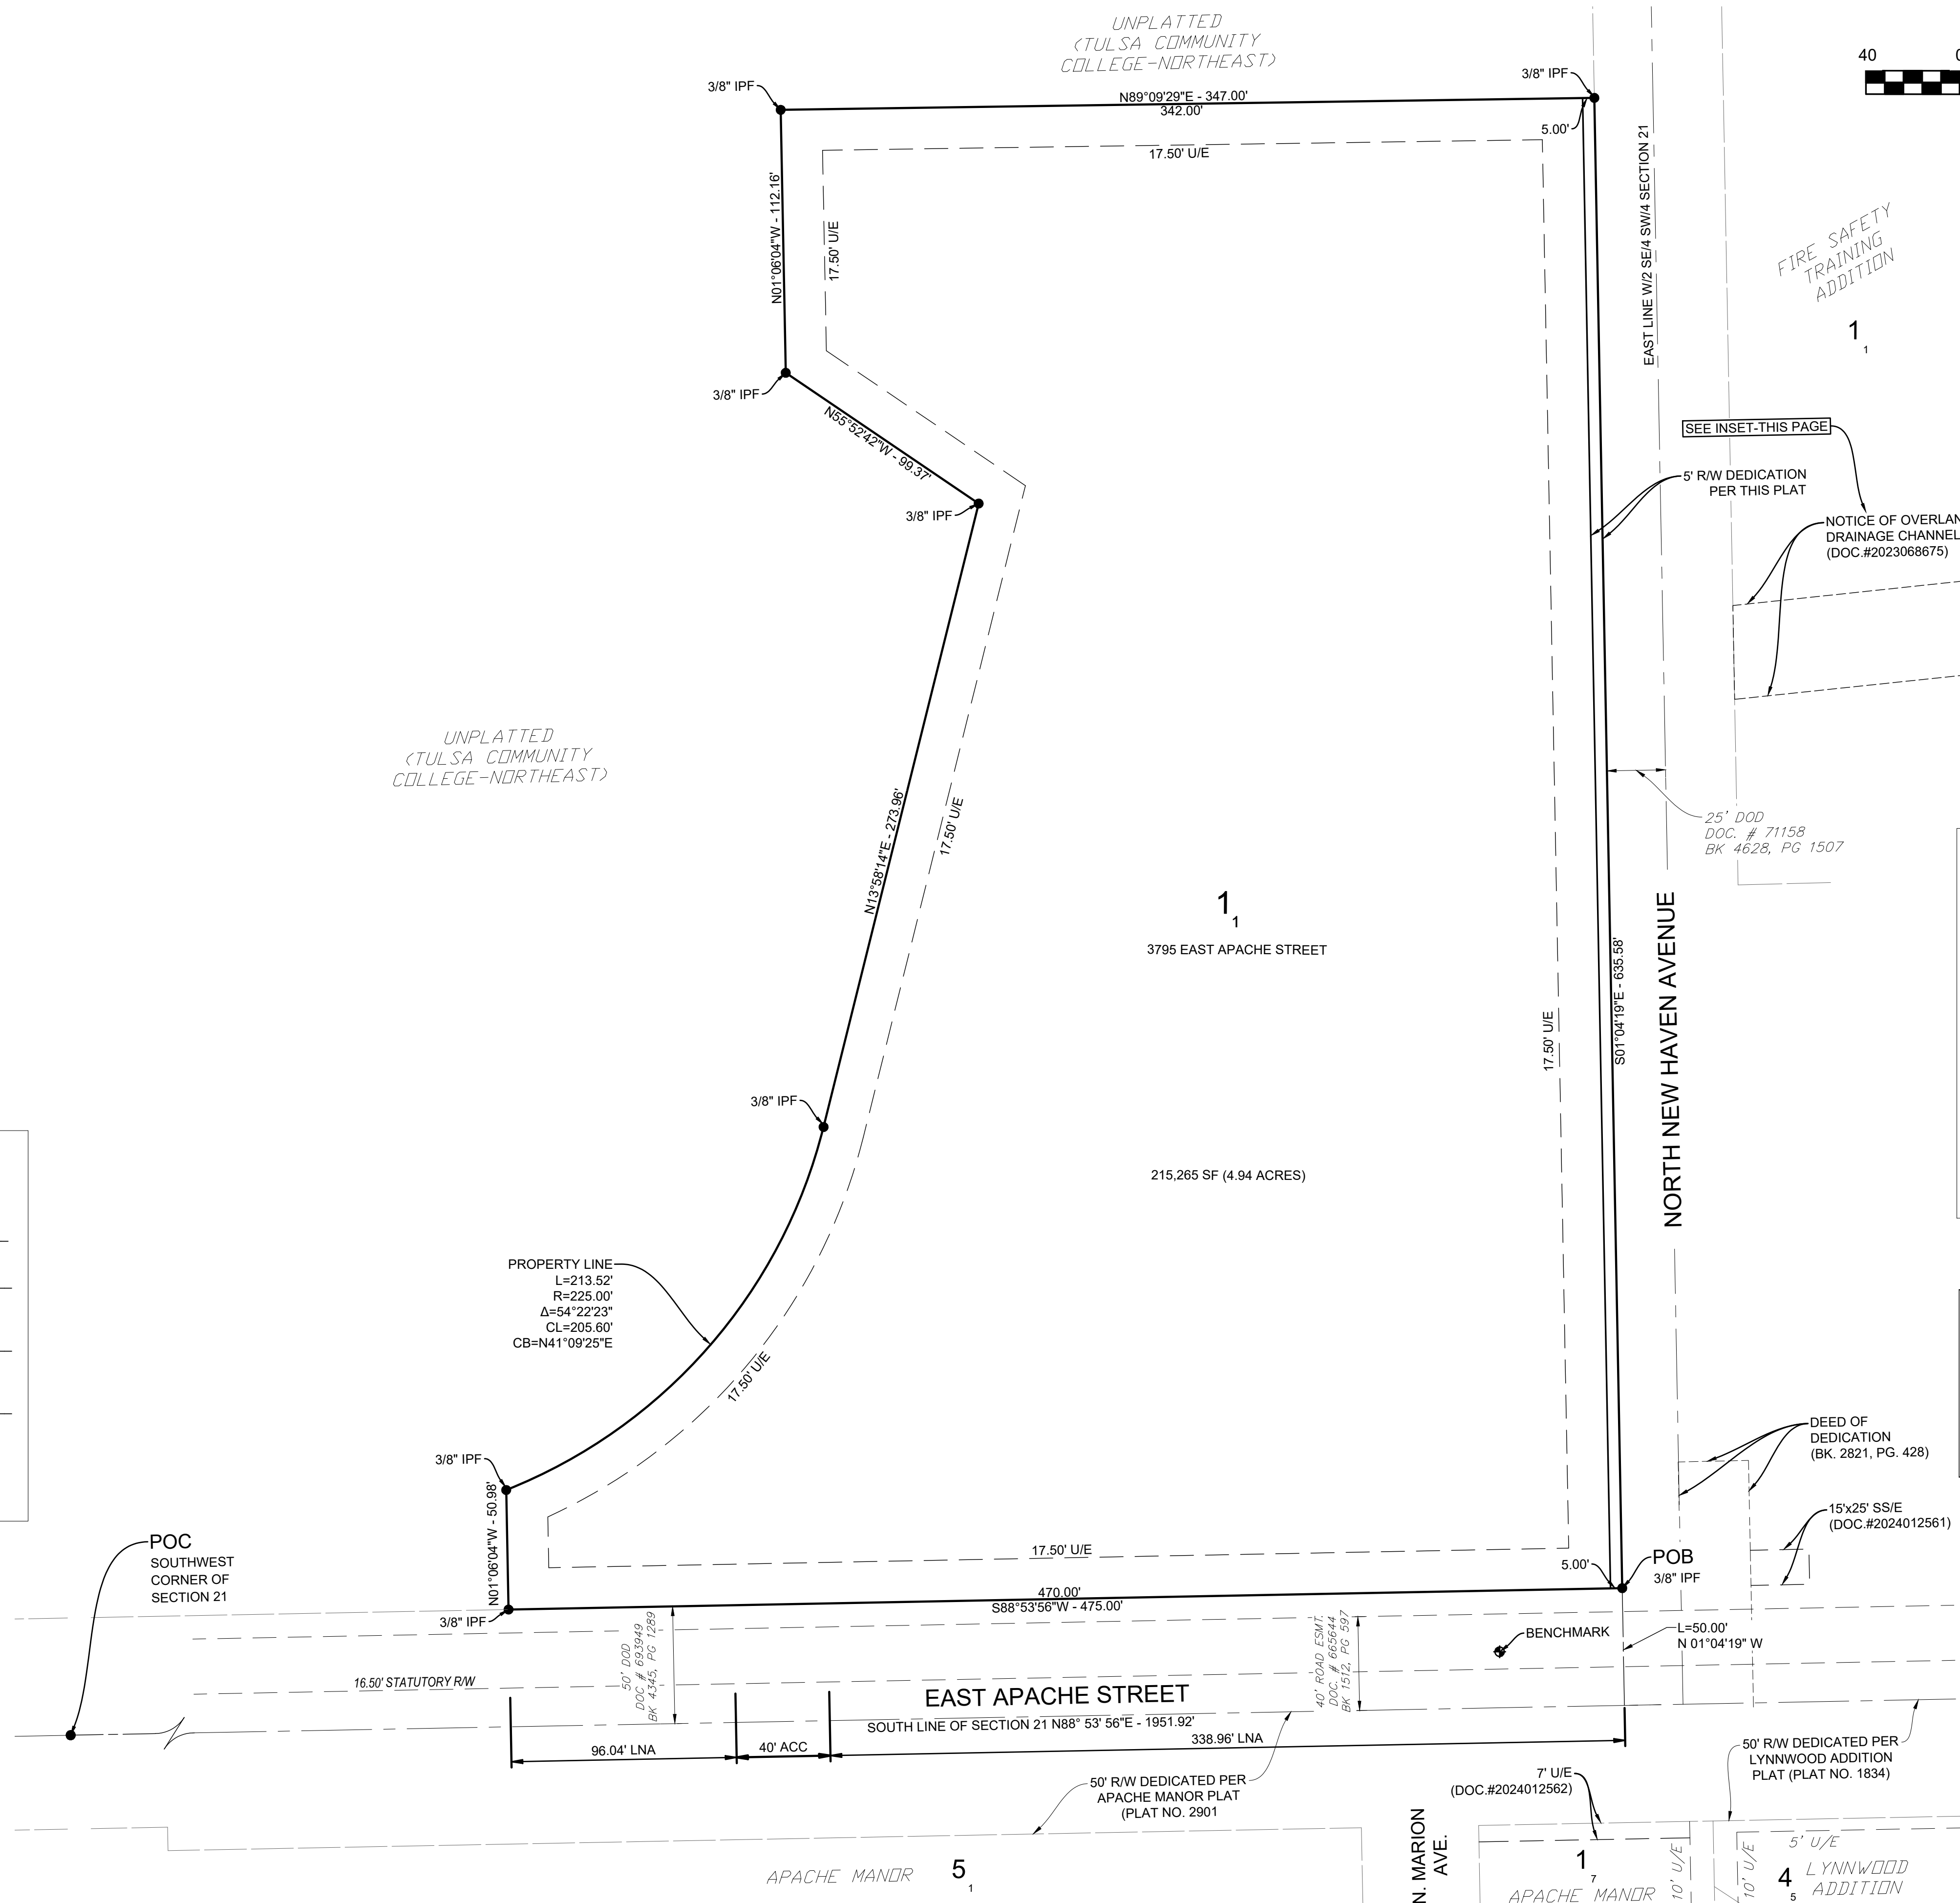 UNPLATTED
(TULSA COMMUNITY
COLLEGE-NORTHEAST)
40
0
3/8" IPF
3/8" IPF
N89°09'29"E - 347.00'
342.00'
5.00'
17.50' U/E
N01°06'04"W - 112.16'
17.50' U/E
EAST LINE W/2 SE/4 SW/4 SECTION 21
FIRE SAFETY
TRAINING
ADDITION
1
1
3/8" IPF
N55°52'42"W - 99.37'
3/8" IPF
SEE INSET-THIS PAGE
5' R/W DEDICATION
PER THIS PLAT
NOTICE OF OVERLAN
DRAINAGE CHANNEL
(DOC.#2023068675)
UNPLATTED
(TULSA COMMUNITY
COLLEGE-NORTHEAST)
N13°58'14"E - 273.96'
17.50' U/E
25' DOD
DOC. # 71158
BK 4628, PG 1507
1
1
3795 EAST APACHE STREET
17.50' U/E
S01°04'19"E - 635.58'
NORTH NEW HAVEN AVENUE
3/8" IPF
215,265 SF (4.94 ACRES)
PROPERTY LINE
L=213.52'
R=225.00'
Δ=54°22'23"
CL=205.60'
CB=N41°09'25"E
17.50' U/E
3/8" IPF
N01°06'04"W - 50.98'
POC
SOUTHWEST
CORNER OF
SECTION 21
DEED OF
DEDICATION
(BK. 2821, PG. 428)
15'x25' SS/E
(DOC.#2024012561)
17.50' U/E
5.00'
POB
3/8" IPF
470.00'
S88°53'56"W - 475.00'
3/8" IPF
50' DOD
DOC # 693949
BK 4345, PG 1289
40' ROAD ESMT.
DOC. # 665644
BK 1512, PG 597
BENCHMARK
L=50.00'
N 01°04'19" W
16.50' STATUTORY R/W
EAST APACHE STREET
SOUTH LINE OF SECTION 21 N88° 53' 56"E - 1951.92'
96.04' LNA
40' ACC
338.96' LNA
50' R/W DEDICATED PER
APACHE MANOR PLAT
(PLAT NO. 2901
7' U/E
(DOC.#2024012562)
50' R/W DEDICATED PER
LYNNWOOD ADDITION
PLAT (PLAT NO. 1834)
APACHE MANOR
5
1
N. MARION
AVE.
1
7
APACHE MANOR
10' U/E
10' U/E
5' U/E
4
5
LYNNWOOD
ADDITION